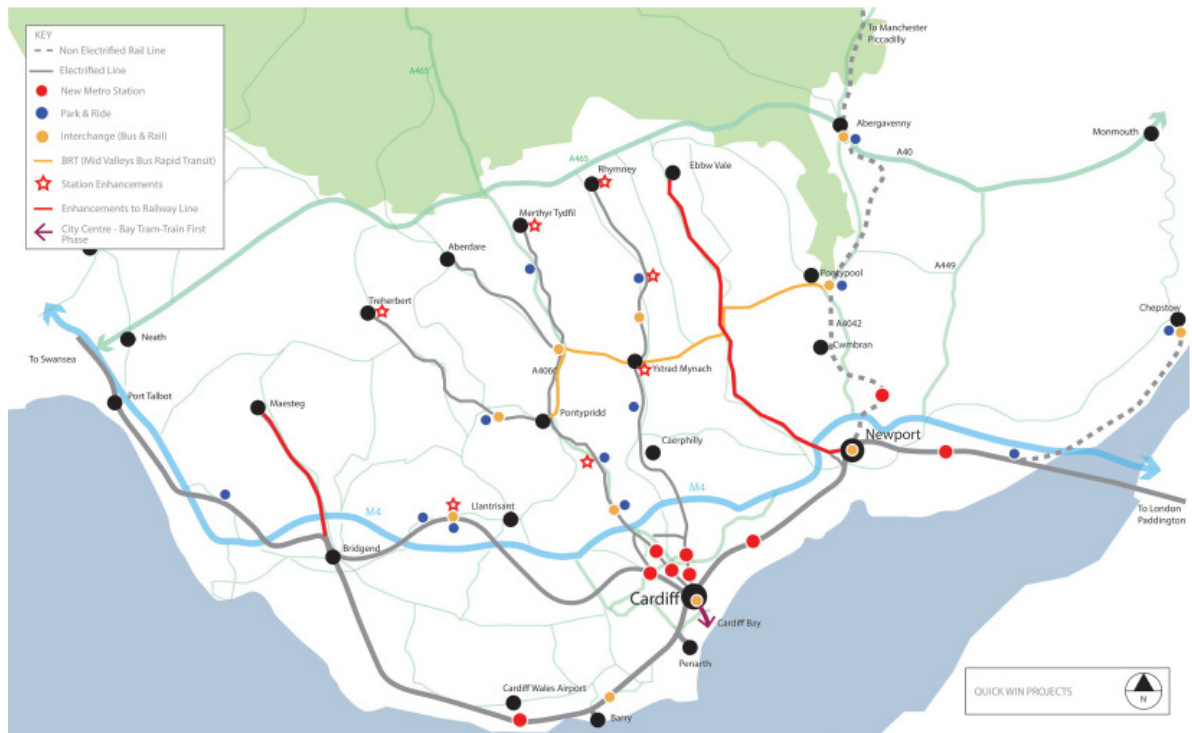 KEY
Non Electrified Rail Line
Electrified Line
New Metro Station
Park & Ride
Interchange (Bus & Rail)
BRT (Mid Valleys Bus Rapid Transit)
Station Enhancements
Enhancements to Railway Line
City Centre - Bay Tram-Train First
Phase
To Manchester
Piccadilly
A465
Abergavenny
Monmouth
A40
A465
Rhymney
Ebbw Vale
Merthyr Tydfil
Aberdare
Pontypool
A449
Treherbert
Chepstow
A4042
Cwmbran
Neath
To Swansea
A4060
Ystrad Mynach
Port Talbot
Maesteg
Pontypridd
Newport
Caerphilly
M4
M4
Llantrisant
To London
Paddington
Bridgend
Cardiff
Cardiff Bay
Penarth
Cardiff Wales Airport
Barry
QUICK WIN PROJECTS
N